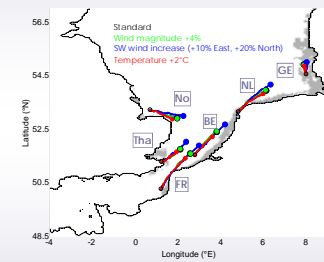 56.5
Standard
Wind magnitude +4%
SW wind increase (+10% East, +20% North)
Temperature +2°C
GE
54.5
NL
No
BE
52.5
Tha
50.5
FR
48.5
-4 -2 0 2 4 6 8
Latitude (°N)
Longitude (°E)